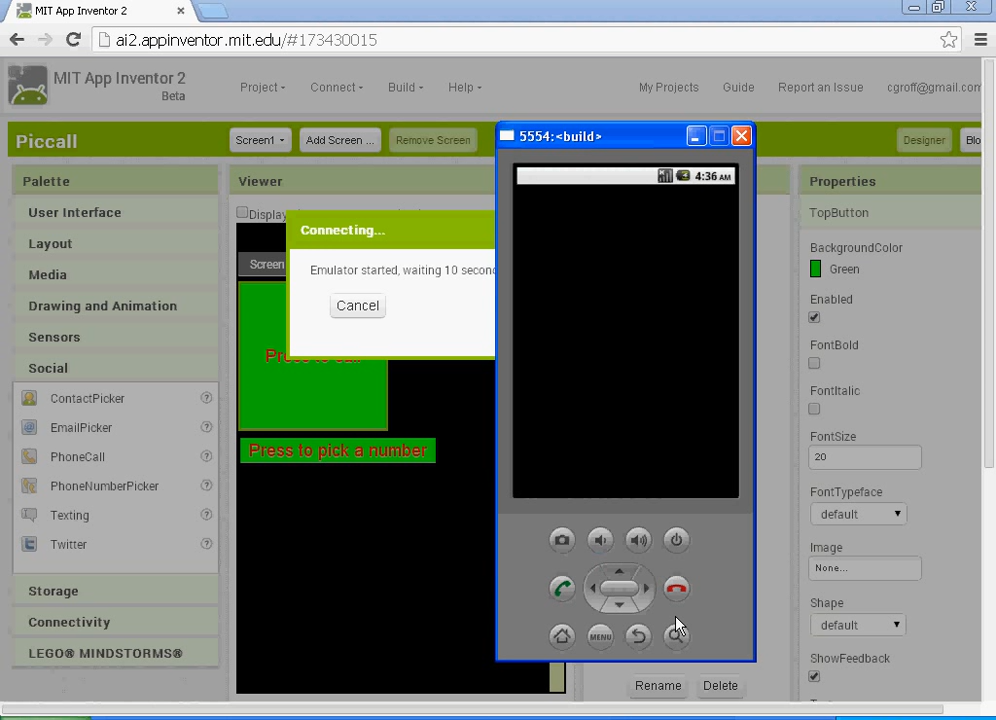 MIT App Inventor 2
ai2.appinventor.mit.edu/#173430015
MIT App Inventor 2
Beta
Project
Connect
Build
Help
My Projects
Guide
Report an Issue
cgroff@gmail.com
Piccall
Screen1
Add Screen ...
Remove Screen
Designer
Blo
5554:<build>
4:36 AM
Palette
User Interface
Layout
Media
Drawing and Animation
Sensors
Social
ContactPicker
EmailPicker
PhoneCall
PhoneNumberPicker
Texting
Twitter
Storage
Connectivity
LEGO® MINDSTORMS®
Viewer
Display
Screen
Connecting...
Emulator started, waiting 10 secon
Cancel
Press to pick a number
MENU
Rename
Delete
Properties
TopButton
BackgroundColor
Green
Enabled
FontBold
FontItalic
FontSize
20
FontTypeface
default
Image
None...
Shape
default
ShowFeedback